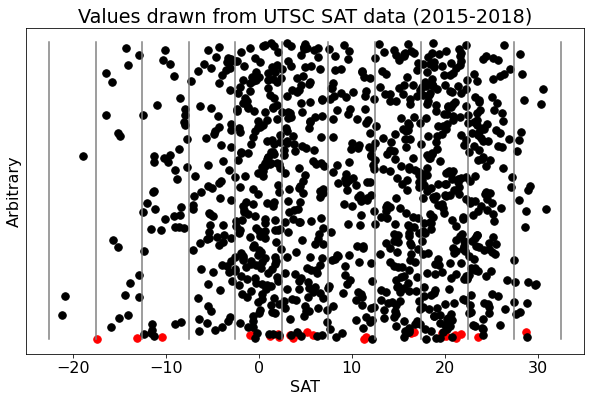 Values drawn from UTSC SAT data (2015-2018)
Arbitrary
−20 −10 0 10 20 30
SAT